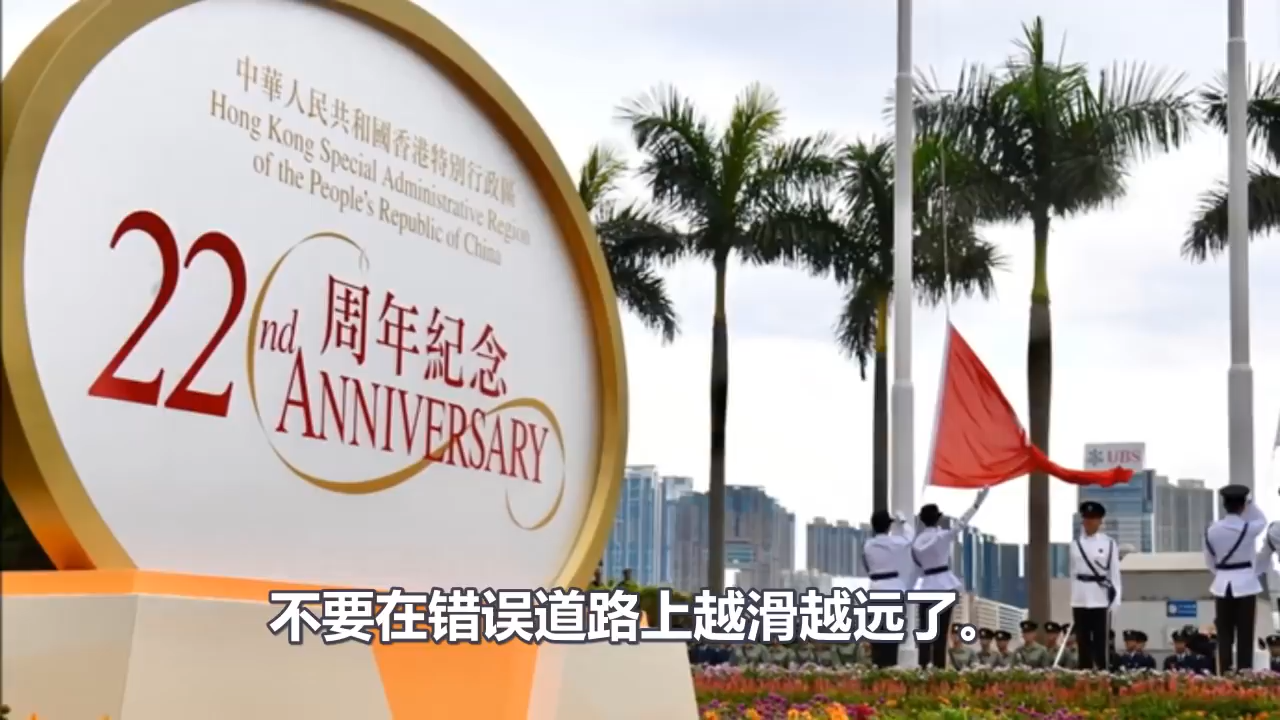 中華人民共和國香港特別行政區
Hong Kong Special Administrative Region
of the People's Republic of China
22nd 周年紀念
ANNIVERSARY
UBS
不要在错误道路上越滑越远了。